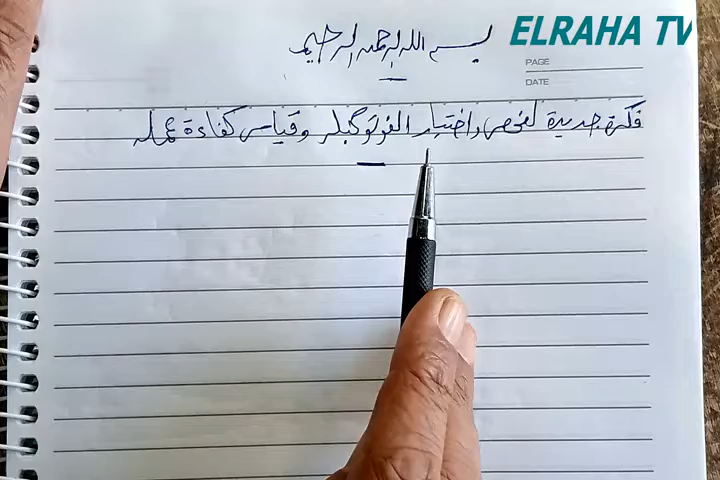 ELRAHA TV
بسم الله الرحمن الرحيم
PAGE
DATE
فكرة جديدة لفحص واختبار الفوتوكبلر وقياس كفاءة عمله